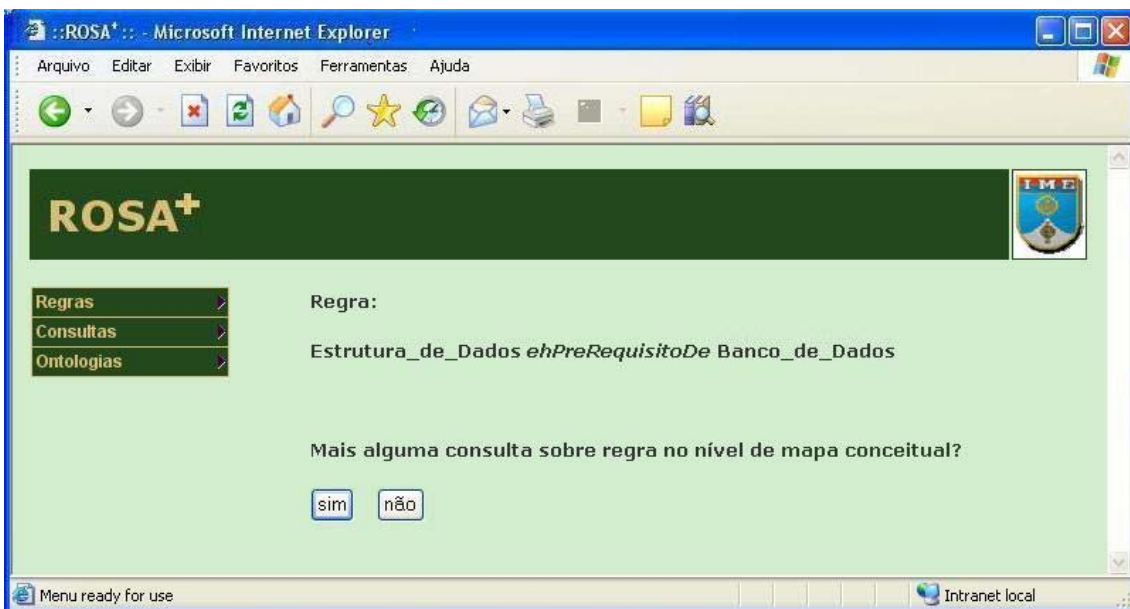 ::ROSA⁺:: - Microsoft Internet Explorer
Arquivo Editar Exibir Favoritos Ferramentas Ajuda
ROSA⁺
IME
Regras
Consultas
Ontologias
Regra:
Estrutura_de_Dados ehPreRequisitoDe Banco_de_Dados
Mais alguma consulta sobre regra no nível de mapa conceitual?
sim não
Menu ready for use Intranet local